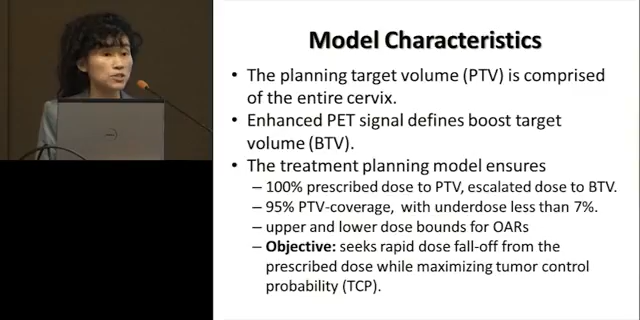 Model Characteristics
• The planning target volume (PTV) is comprised
of the entire cervix.
• Enhanced PET signal defines boost target
volume (BTV).
• The treatment planning model ensures
– 100% prescribed dose to PTV, escalated dose to BTV.
– 95% PTV-coverage,  with underdose less than 7%.
– upper and lower dose bounds for OARs
– Objective: seeks rapid dose fall-off from the
prescribed dose while maximizing tumor control
probability (TCP).